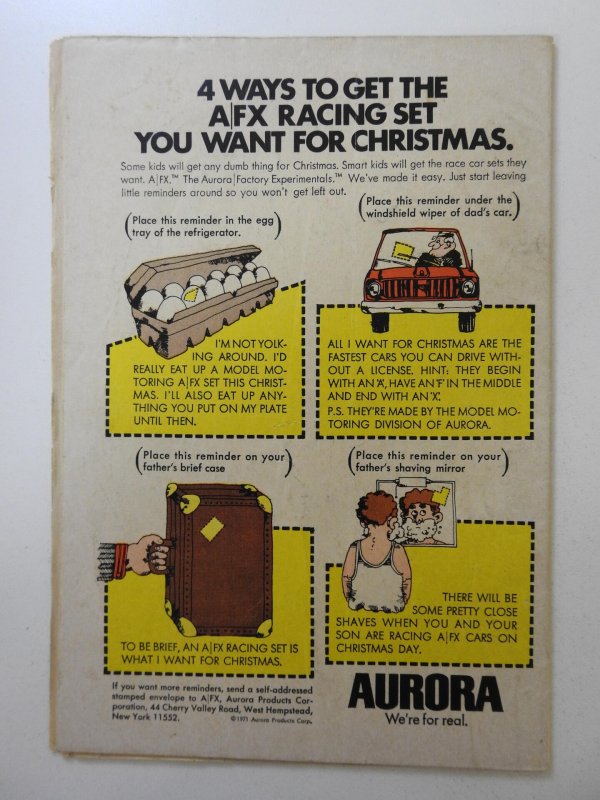 4 WAYS TO GET THE
A|FX RACING SET
YOU WANT FOR CHRISTMAS.
Some kids will get any dumb thing for Christmas. Smart kids will get the race car sets they
want. A|FX.™ The Aurora|Factory Experimentals.™ We've made it easy. Just start leaving
little reminders around so you won't get left out.
(Place this reminder in the egg
tray of the refrigerator.)
I'M NOT YOLK-
ING AROUND. I'D
REALLY EAT UP A MODEL MO-
TORING A|FX SET THIS CHRIST-
MAS. I'LL ALSO EAT UP ANY-
THING YOU PUT ON MY PLATE
UNTIL THEN.
(Place this reminder under the
windshield wiper of dad's car.)
ALL I WANT FOR CHRISTMAS ARE THE
FASTEST CARS YOU CAN DRIVE WITH-
OUT A LICENSE. HINT: THEY BEGIN
WITH AN 'A', HAVE AN 'F' IN THE MIDDLE
AND END WITH AN 'X'.
P.S. THEY'RE MADE BY THE MODEL MO-
TORING DIVISION OF AURORA.
(Place this reminder on your
father's brief case)
TO BE BRIEF, AN A|FX RACING SET IS
WHAT I WANT FOR CHRISTMAS.
(Place this reminder on your
father's shaving mirror)
THERE WILL BE
SOME PRETTY CLOSE
SHAVES WHEN YOU AND YOUR
SON ARE RACING A|FX CARS ON
CHRISTMAS DAY.
If you want more reminders, send a self-addressed
stamped envelope to A|FX, Aurora Products Cor-
poration, 44 Cherry Valley Road, West Hempstead,
New York 11552.
©1971 Aurora Products Corp.
AURORA
We're for real.